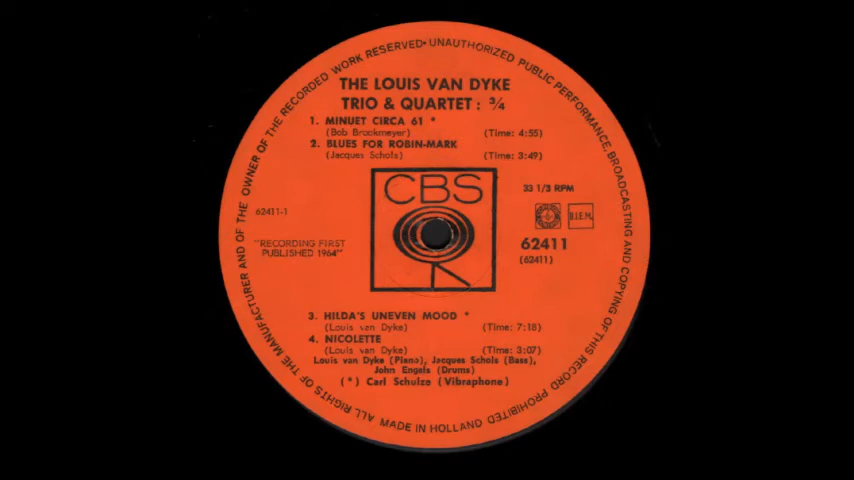 ALL RIGHTS OF THE MANUFACTURER AND OF THE OWNER OF THE RECORDED WORK RESERVED • UNAUTHORIZED PUBLIC PERFORMANCE, BROADCASTING AND COPYING OF THIS RECORD PROHIBITED
THE LOUIS VAN DYKE
TRIO & QUARTET : 3/4
1. MINUET CIRCA 61 *
(Bob Brookmeyer) (Time: 4:55)
2. BLUES FOR ROBIN-MARK
(Jacques Schols) (Time: 3:49)
CBS
33 1/3 RPM
62411-1
B.I.E.M.
"RECORDING FIRST
PUBLISHED 1964"
62411
(62411)
3. HILDA'S UNEVEN MOOD *
(Louis van Dyke) (Time: 7:18)
4. NICOLETTE
(Louis van Dyke) (Time: 3:07)
Louis van Dyke (Piano), Jacques Schols (Bass),
John Engels (Drums)
(*) Carl Schulze (Vibraphone)
MADE IN HOLLAND